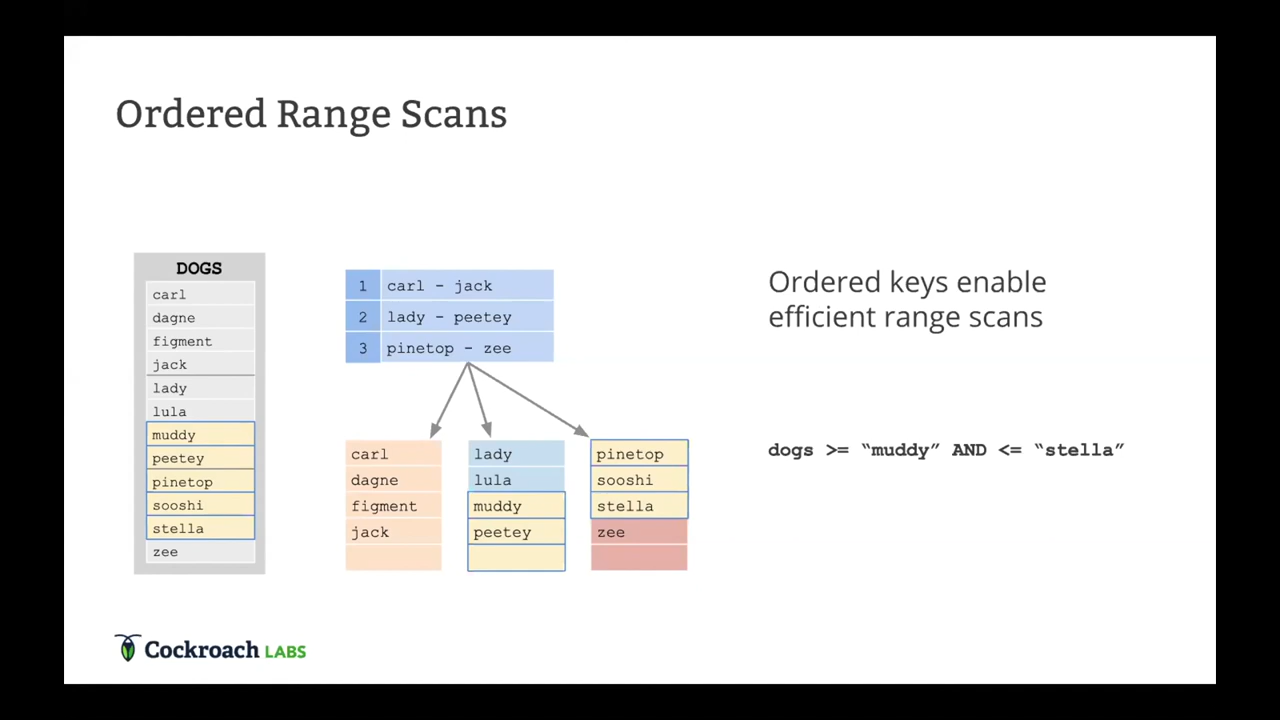 Ordered Range Scans
DOGS
carl
dagne
figment
jack
lady
lula
muddy
peetey
pinetop
sooshi
stella
zee
1 carl - jack
2 lady - peetey
3 pinetop - zee
carl
dagne
figment
jack
lady
lula
muddy
peetey
pinetop
sooshi
stella
zee
Ordered keys enable
efficient range scans
dogs >= “muddy” AND <= “stella”
Cockroach LABS